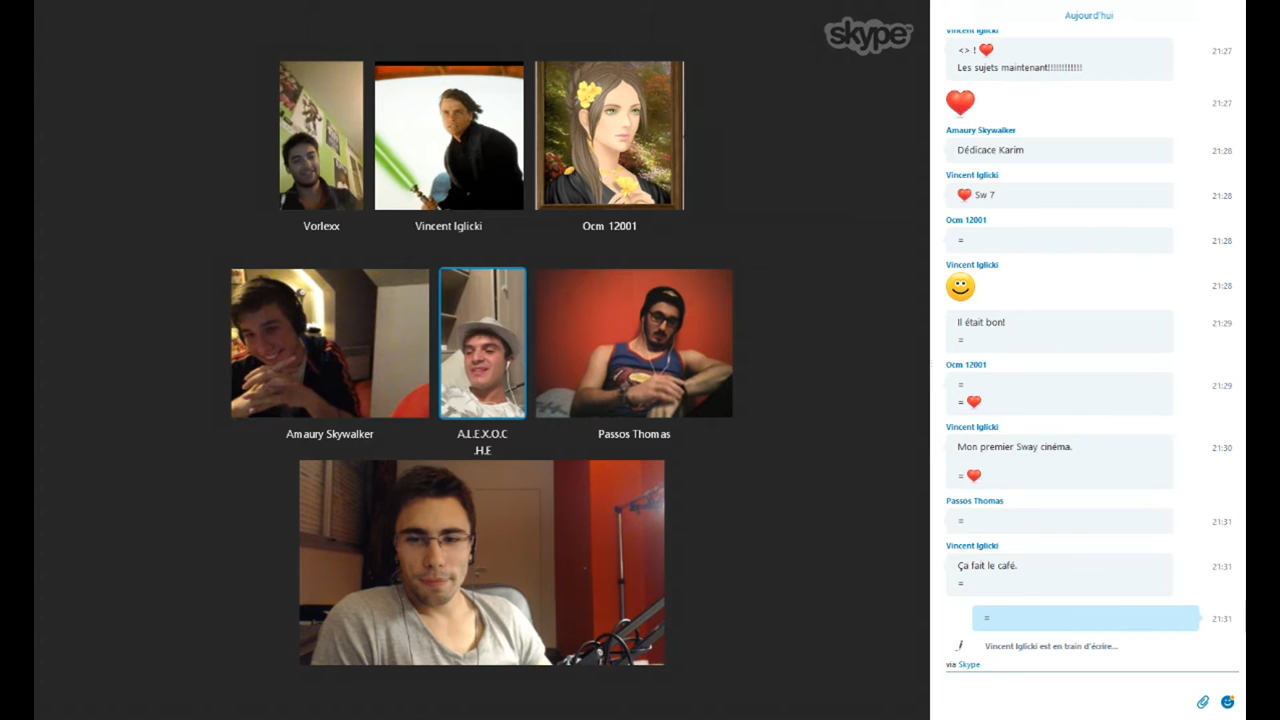 skype
Vorlexx
Vincent Iglicki
Ocm 12001
Amaury Skywalker
A.L.E.X.O.C
.H.E
Passos Thomas
Aujourd'hui
Vincent Iglicki
<> !
21:27
Les sujets maintenant!!!!!!!!!!!!
21:27
Amaury Skywalker
Dédicace Karim
21:28
Vincent Iglicki
Sw 7
21:28
Ocm 12001
=
21:28
Vincent Iglicki
21:28
Il était bon!
21:29
=
Ocm 12001
=
21:29
=
Vincent Iglicki
Mon premier Sway cinéma.
21:30
=
Passos Thomas
=
21:31
Vincent Iglicki
Ça fait le café.
21:31
=
=
21:31
Vincent Iglicki est en train d'écrire...
via Skype